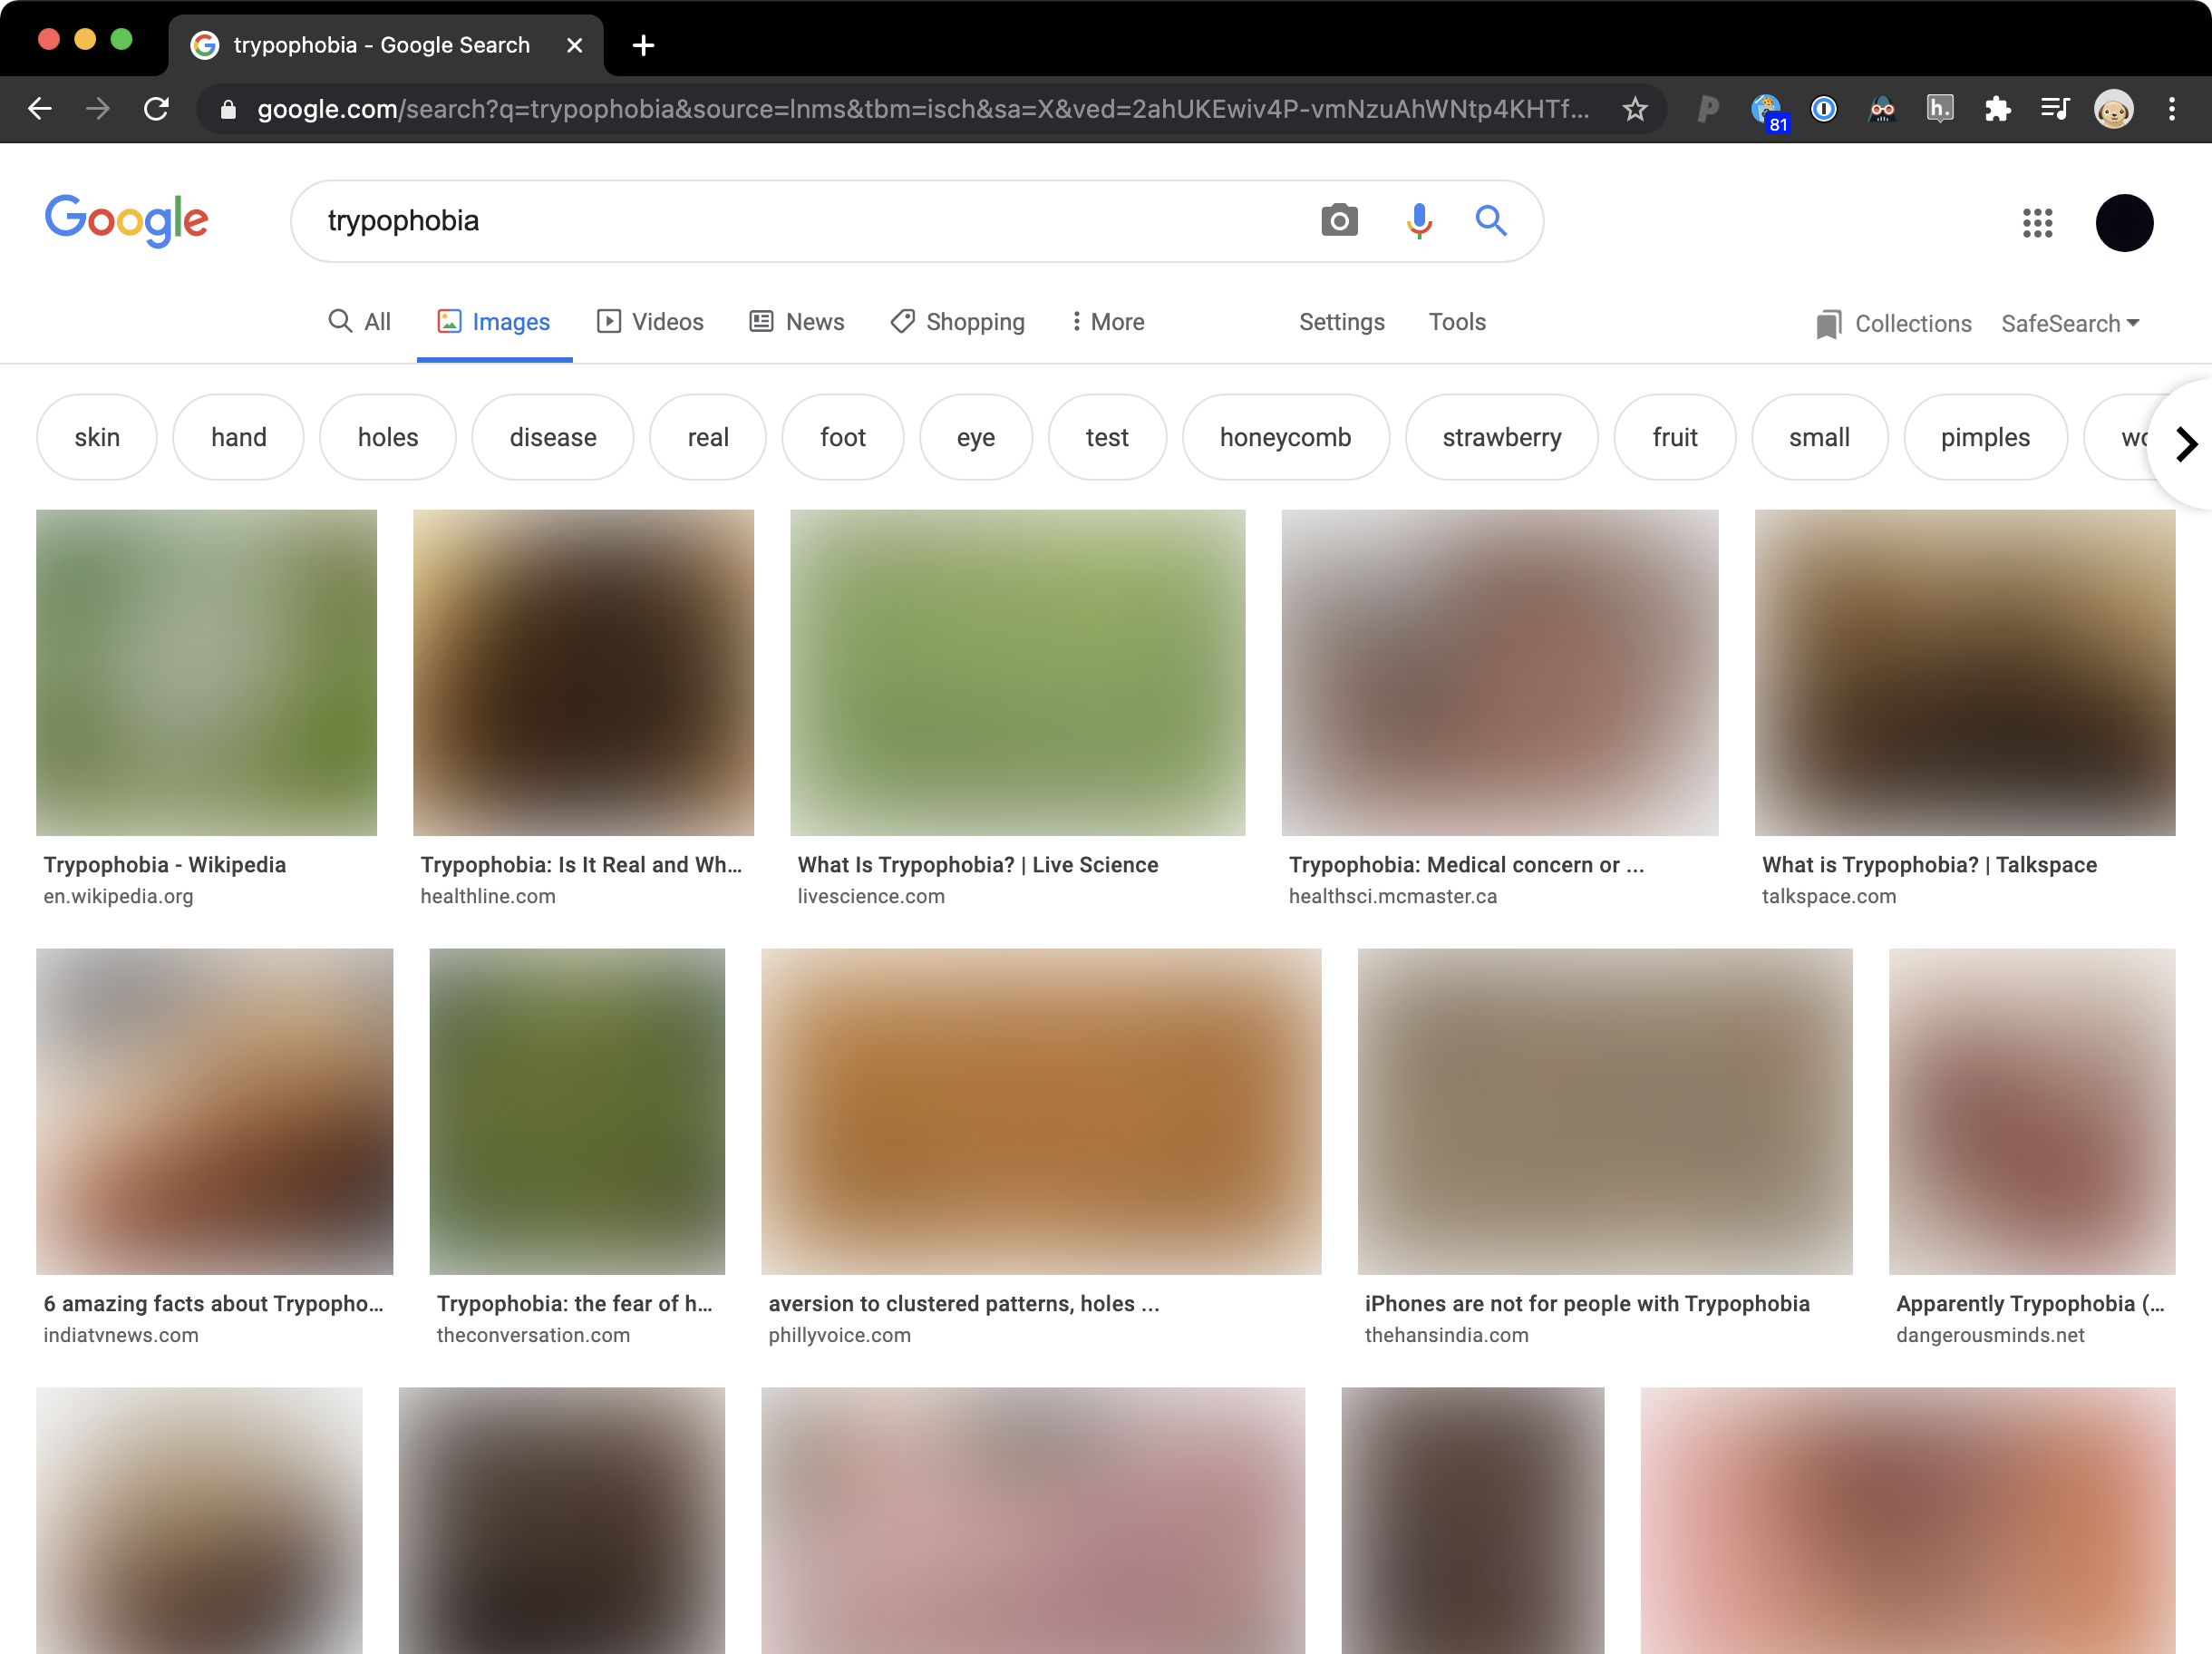 trypophobia - Google Search
google.com/search?q=trypophobia&source=lnms&tbm=isch&sa=X&ved=2ahUKEwiv4P-vmNzuAhWNtp4KHTf...
81
h.
Google
trypophobia
All Images Videos News Shopping More Settings Tools Collections SafeSearch
skin hand holes disease real foot eye test honeycomb strawberry fruit small pimples
Trypophobia - Wikipedia
en.wikipedia.org
Trypophobia: Is It Real and Wh...
healthline.com
What Is Trypophobia? | Live Science
livescience.com
Trypophobia: Medical concern or ...
healthsci.mcmaster.ca
What is Trypophobia? | Talkspace
talkspace.com
6 amazing facts about Trypopho...
indiatvnews.com
Trypophobia: the fear of h...
theconversation.com
aversion to clustered patterns, holes ...
phillyvoice.com
iPhones are not for people with Trypophobia
thehansindia.com
Apparently Trypophobia (...
dangerousminds.net